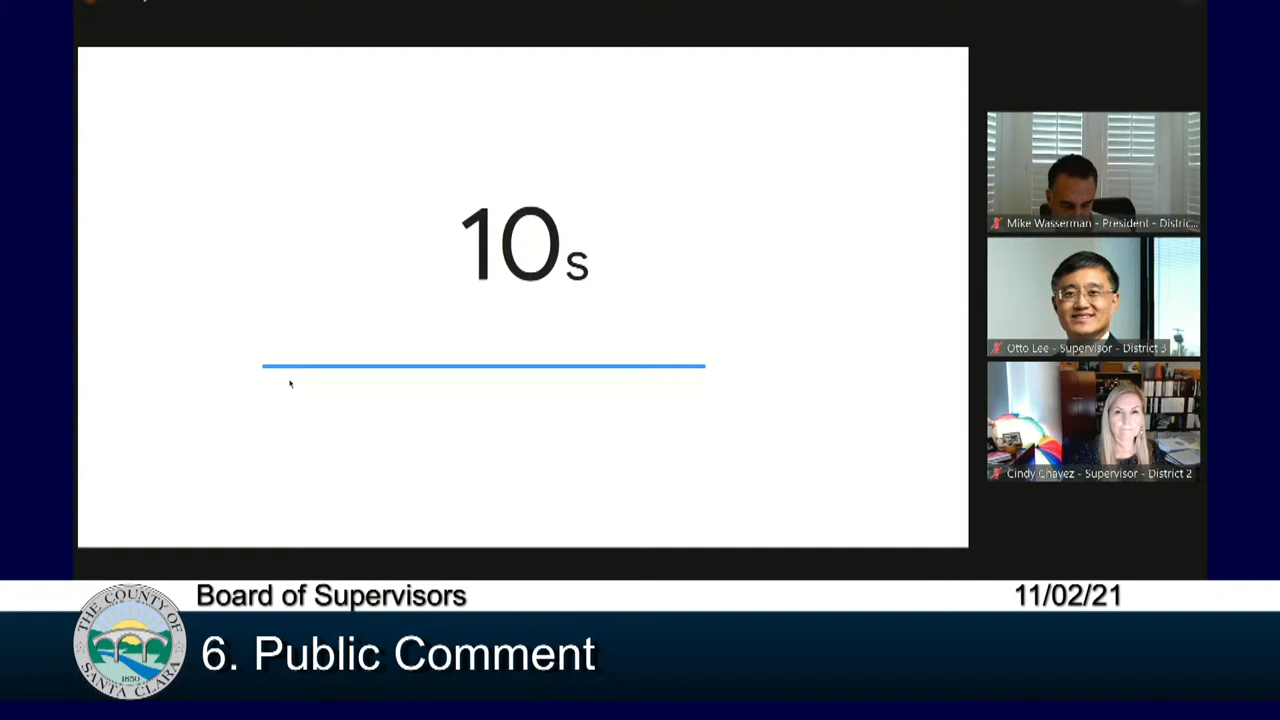 10s
Mike Wasserman - President - Distric...
Otto Lee - Supervisor - District 3
Cindy Chavez - Supervisor - District 2
Board of Supervisors
11/02/21
6. Public Comment
THE COUNTY OF
SANTA CLARA
1850